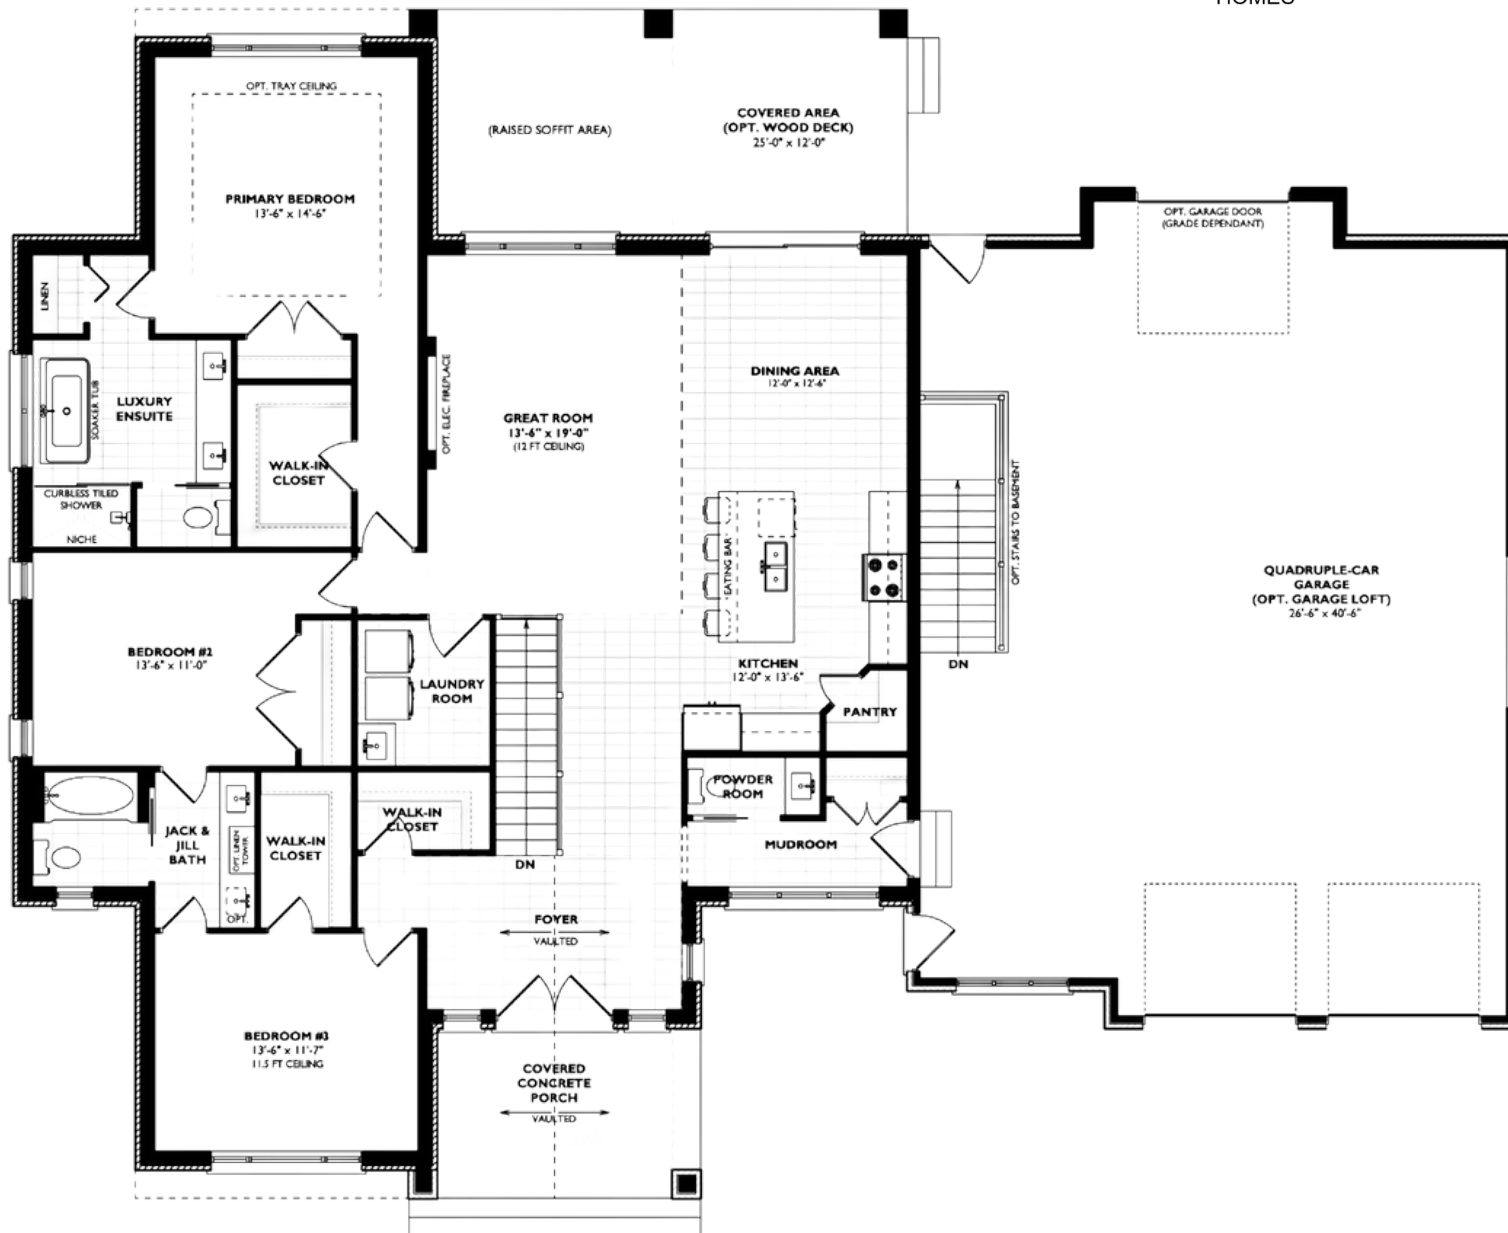 HOMES
OPT. TRAY CEILING
PRIMARY BEDROOM
13'-6" x 14'-6"
(RAISED SOFFIT AREA)
COVERED AREA
(OPT. WOOD DECK)
25'-0" x 12'-0"
OPT. GARAGE DOOR
(GRADE DEPENDANT)
LINEN
SOAKER TUB
LUXURY
ENSUITE
WALK-IN
CLOSET
CURBLESS TILED
SHOWER
NICHE
OPT. ELEC. FIREPLACE
GREAT ROOM
13'-6" x 19'-0"
(12 FT CEILING)
DINING AREA
12'-0" x 12'-6"
EATING BAR
OPT. STAIRS TO BASEMENT
DN
QUADRUPLE-CAR
GARAGE
(OPT. GARAGE LOFT)
26'-6" x 40'-6"
BEDROOM #2
13'-6" x 11'-0"
LAUNDRY
ROOM
KITCHEN
12'-0" x 13'-6"
PANTRY
POWDER
ROOM
MUDROOM
JACK &
JILL
BATH
OPT. LINEN
TOWER
OPT.
WALK-IN
CLOSET
WALK-IN
CLOSET
DN
FOYER
VAULTED
BEDROOM #3
13'-6" x 11'-7"
11.5 FT CEILING
COVERED
CONCRETE
PORCH
VAULTED